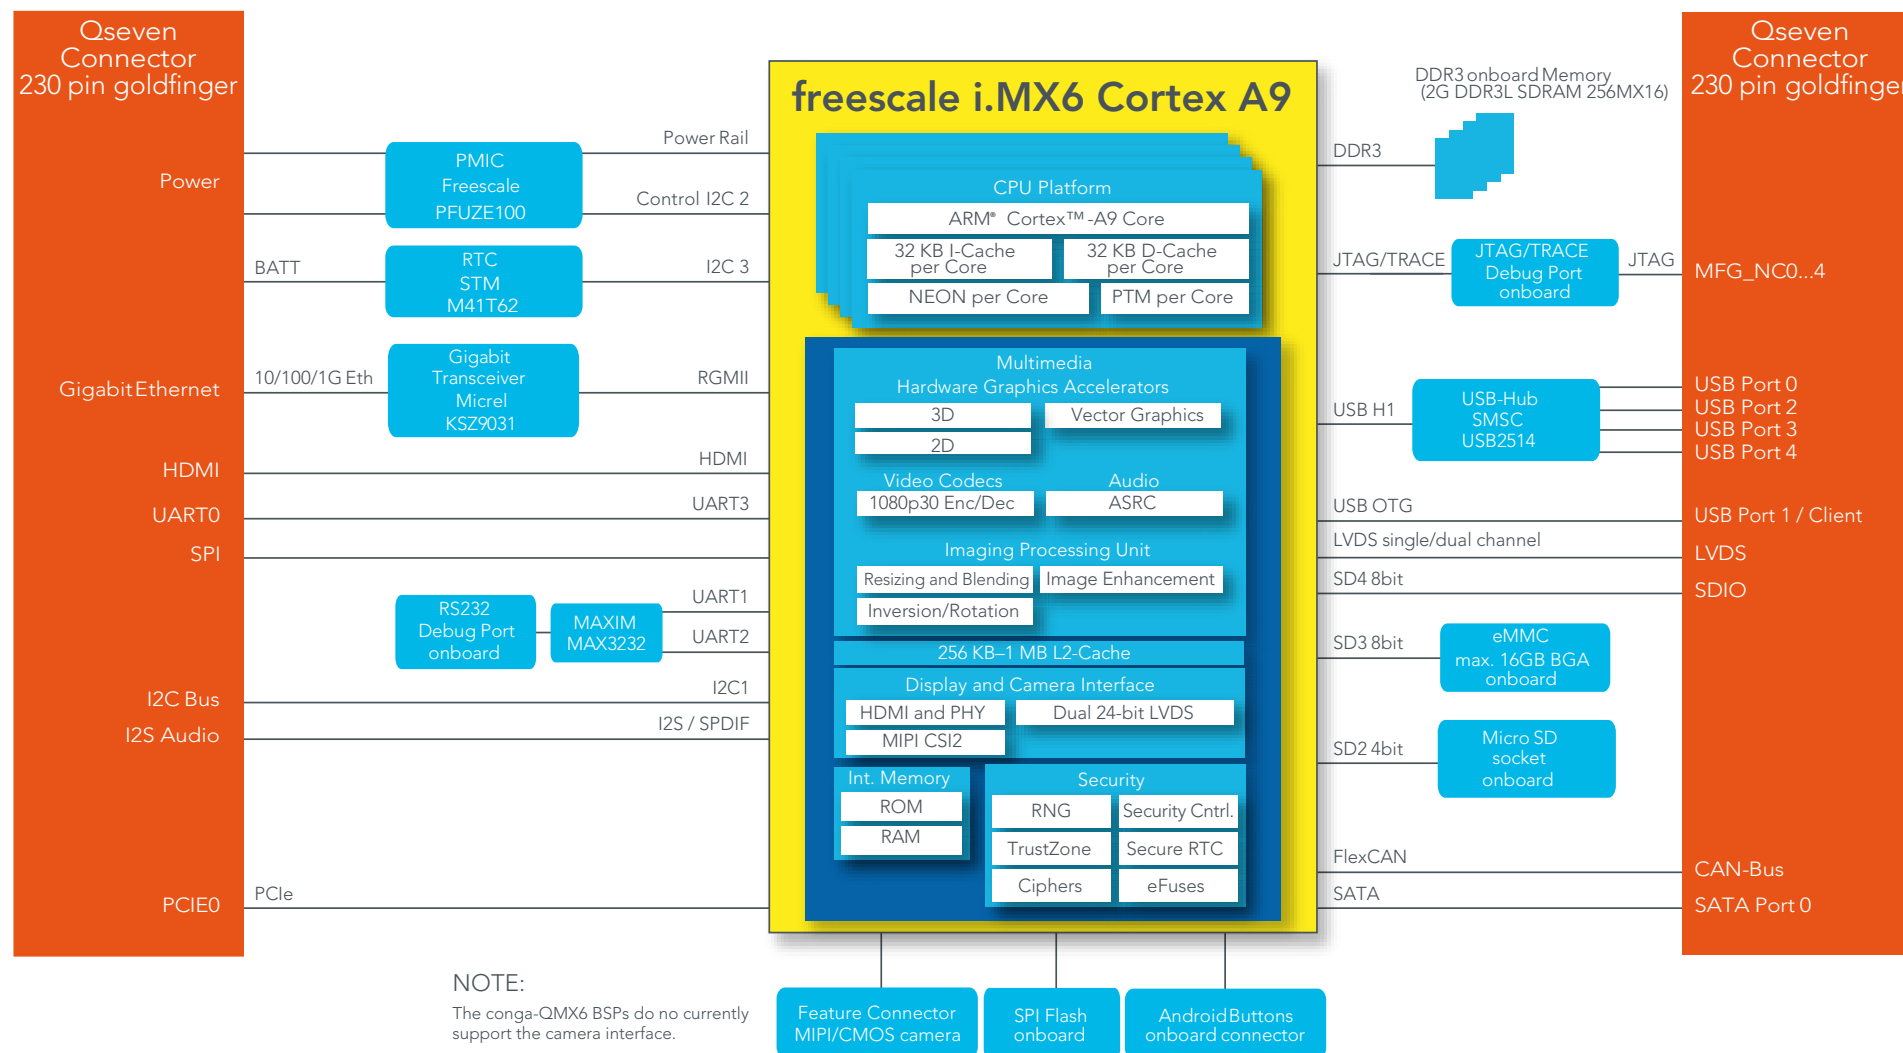 Qseven
Connector
230 pin goldfinger
Power
BATT
Gigabit Ethernet
10/100/1G Eth
HDMI
UART0
SPI
I2C Bus
I2S Audio
PCIE0
PCIe
PMIC
Freescale
PFUZE100
Power Rail
Control I2C 2
RTC
STM
M41T62
I2C 3
Gigabit
Transceiver
Micrel
KSZ9031
RGMII
HDMI
UART3
RS232
Debug Port
onboard
MAXIM
MAX3232
UART1
UART2
I2C1
I2S / SPDIF
freescale i.MX6 Cortex A9
CPU Platform
ARM® Cortex™-A9 Core
32 KB I-Cache
per Core
32 KB D-Cache
per Core
NEON per Core
PTM per Core
Multimedia
Hardware Graphics Accelerators
3D
Vector Graphics
2D
Video Codecs
Audio
1080p30 Enc/Dec
ASRC
Imaging Processing Unit
Resizing and Blending
Image Enhancement
Inversion/Rotation
256 KB–1 MB L2-Cache
Display and Camera Interface
HDMI and PHY
Dual 24-bit LVDS
MIPI CSI2
Int. Memory
ROM
RAM
Security
RNG
Security Cntrl.
TrustZone
Secure RTC
Ciphers
eFuses
DDR3 onboard Memory
(2G DDR3L SDRAM 256MX16)
DDR3
JTAG/TRACE
JTAG/TRACE
Debug Port
onboard
JTAG
USB H1
USB-Hub
SMSC
USB2514
USB OTG
LVDS single/dual channel
SD4 8bit
SD3 8bit
eMMC
max. 16GB BGA
onboard
SD2 4bit
Micro SD
socket
onboard
FlexCAN
SATA
Qseven
Connector
230 pin goldfinger
MFG_NC0...4
USB Port 0
USB Port 2
USB Port 3
USB Port 4
USB Port 1 / Client
LVDS
SDIO
CAN-Bus
SATA Port 0
NOTE:
The conga-QMX6 BSPs do no currently
support the camera interface.
Feature Connector
MIPI/CMOS camera
SPI Flash
onboard
Android Buttons
onboard connector